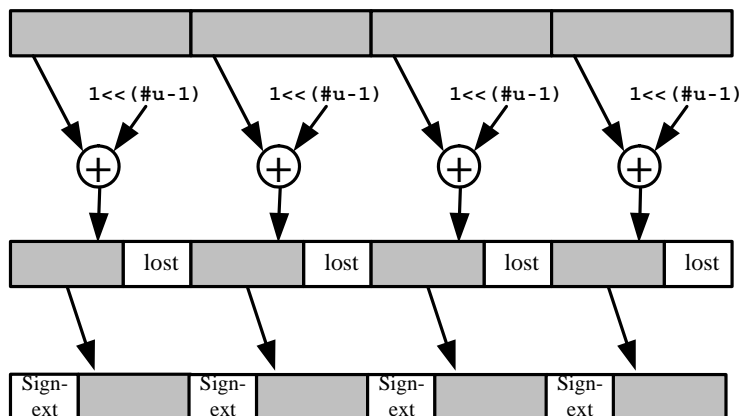 1<<(#u-1) 1<<(#u-1) 1<<(#u-1) 1<<(#u-1)
+ + + +
lost lost lost lost
Sign- Sign- Sign- Sign-
ext ext ext ext